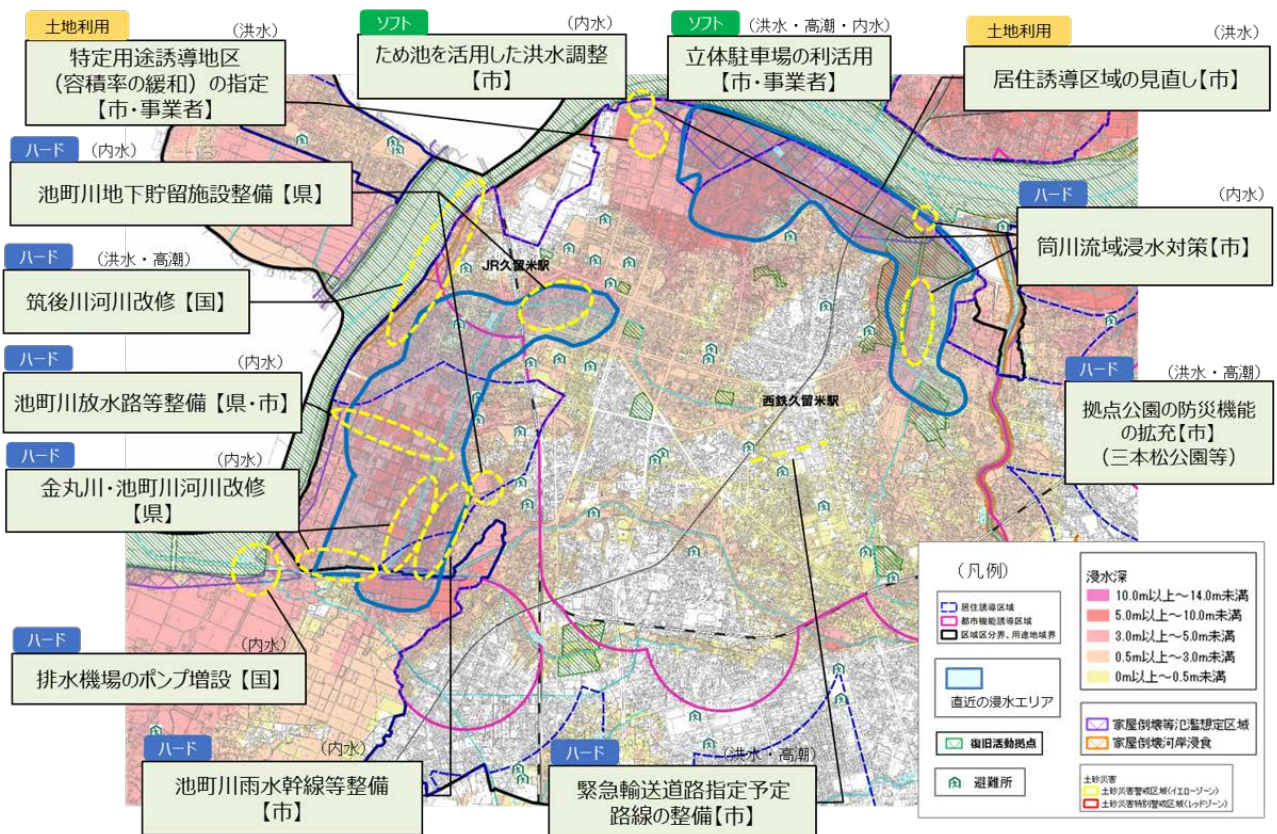 土地利用
(洪水)
特定用途誘導地区
(容積率の緩和)の指定
【市・事業者】
ソフト
(内水)
ため池を活用した洪水調整
【市】
ソフト
(洪水・高潮・内水)
立体駐車場の利活用
【市・事業者】
土地利用
(洪水)
居住誘導区域の見直し【市】
ハード
(内水)
池町川地下貯留施設整備【県】
ハード
(内水)
筒川流域浸水対策【市】
ハード
(洪水・高潮)
筑後川河川改修【国】
JR久留米駅
ハード
(内水)
池町川放水路等整備【県・市】
西鉄久留米駅
ハード
(洪水・高潮)
拠点公園の防災機能
の拡充【市】
(三本松公園等)
ハード
(内水)
金丸川・池町川河川改修
【県】
ハード
(内水)
排水機場のポンプ増設【国】
ハード
(内水)
池町川雨水幹線等整備
【市】
ハード
(洪水・高潮)
緊急輸送道路指定予定
路線の整備【市】
(凡例)
居住誘導区域
都市機能誘導区域
区域区分界、用途地域界
直近の浸水エリア
復旧活動拠点
避難所
浸水深
10.0m以上~14.0m未満
5.0m以上~10.0m未満
3.0m以上~5.0m未満
0.5m以上~3.0m未満
0m以上~0.5m未満
家屋倒壊等氾濫想定区域
家屋倒壊河岸浸食
土砂災害
土砂災害警戒区域(イエローゾーン)
土砂災害特別警戒区域(レッドゾーン)